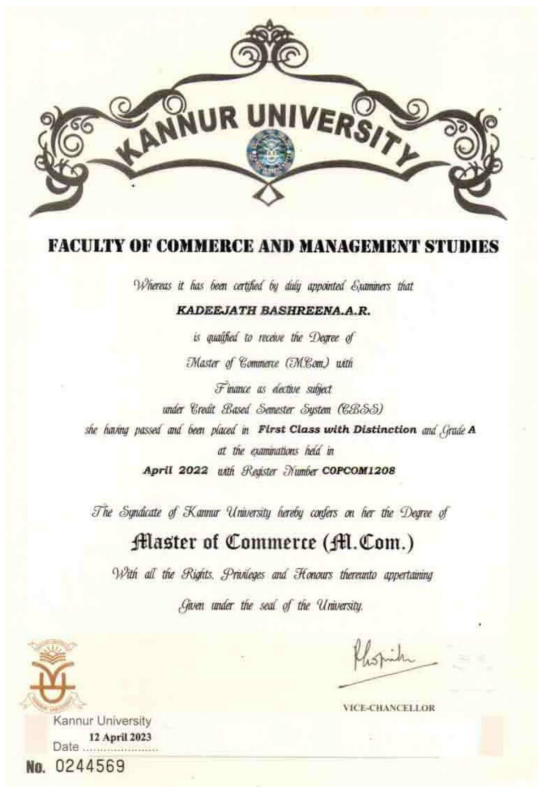 KANNUR UNIVERSITY
FACULTY OF COMMERCE AND MANAGEMENT STUDIES
Whereas it has been certified by duly appointed Examiners that
KADEEJATH BASHREENA.A.R.
is qualified to receive the Degree of
Master of Commerce (MCom) with
Finance as elective subject
under Credit Based Semester System (CBSS)
she having passed and been placed in First Class with Distinction and Grade A
at the examinations held in
April 2022 with Register Number C0PCOM1208
The Syndicate of Kannur University hereby confers on her the Degree of
Master of Commerce (M.Com.)
With all the Rights, Privileges and Honours thereunto appertaining
Given under the seal of the University.
VICE-CHANCELLOR
Kannur University
12 April 2023
Date ......................
No. 0244569